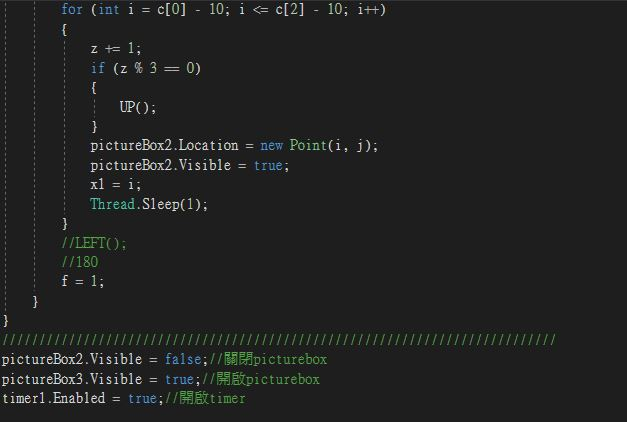 for (int i = c[0] - 10; i <= c[2] - 10; i++)
{
z += 1;
if (z % 3 == 0)
{
UP();
}
pictureBox2.Location = new Point(i, j);
pictureBox2.Visible = true;
x1 = i;
Thread.Sleep(1);
}
//LEFT();
//180
f = 1;
}
}
////////////////////////////////////////////////////////////////////////////
pictureBox2.Visible = false;//關閉picturebox
pictureBox3.Visible = true;//開啟picturebox
timer1.Enabled = true;//開啟timer